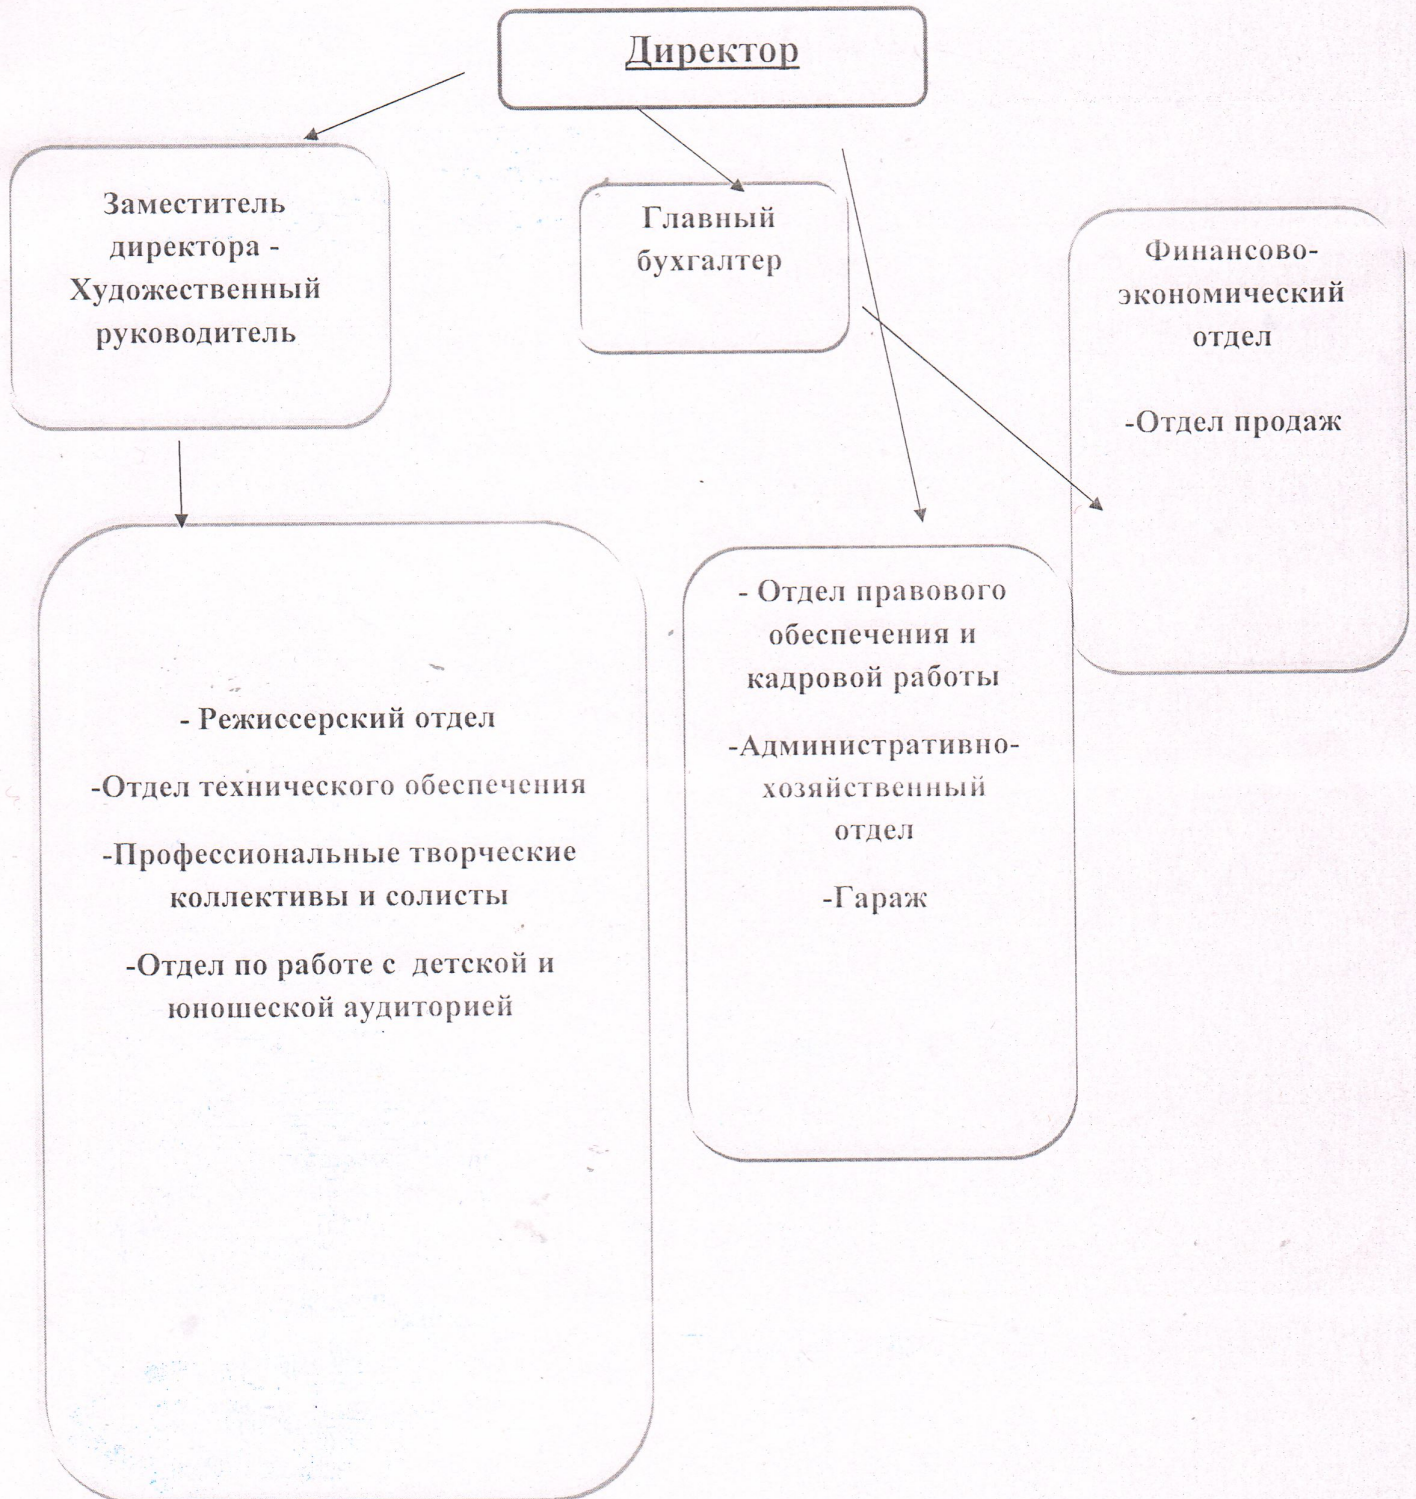 Директор
Заместитель
директора -
Художественный
руководитель
Главный
бухгалтер
Финансово-
экономический
отдел
-Отдел продаж
- Режиссерский отдел
-Отдел технического обеспечения
-Профессиональные творческие
коллективы и солисты
-Отдел по работе с  детской и
юношеской аудиторией
- Отдел правового
обеспечения и
кадровой работы
-Административно-
хозяйственный
отдел
-Гараж